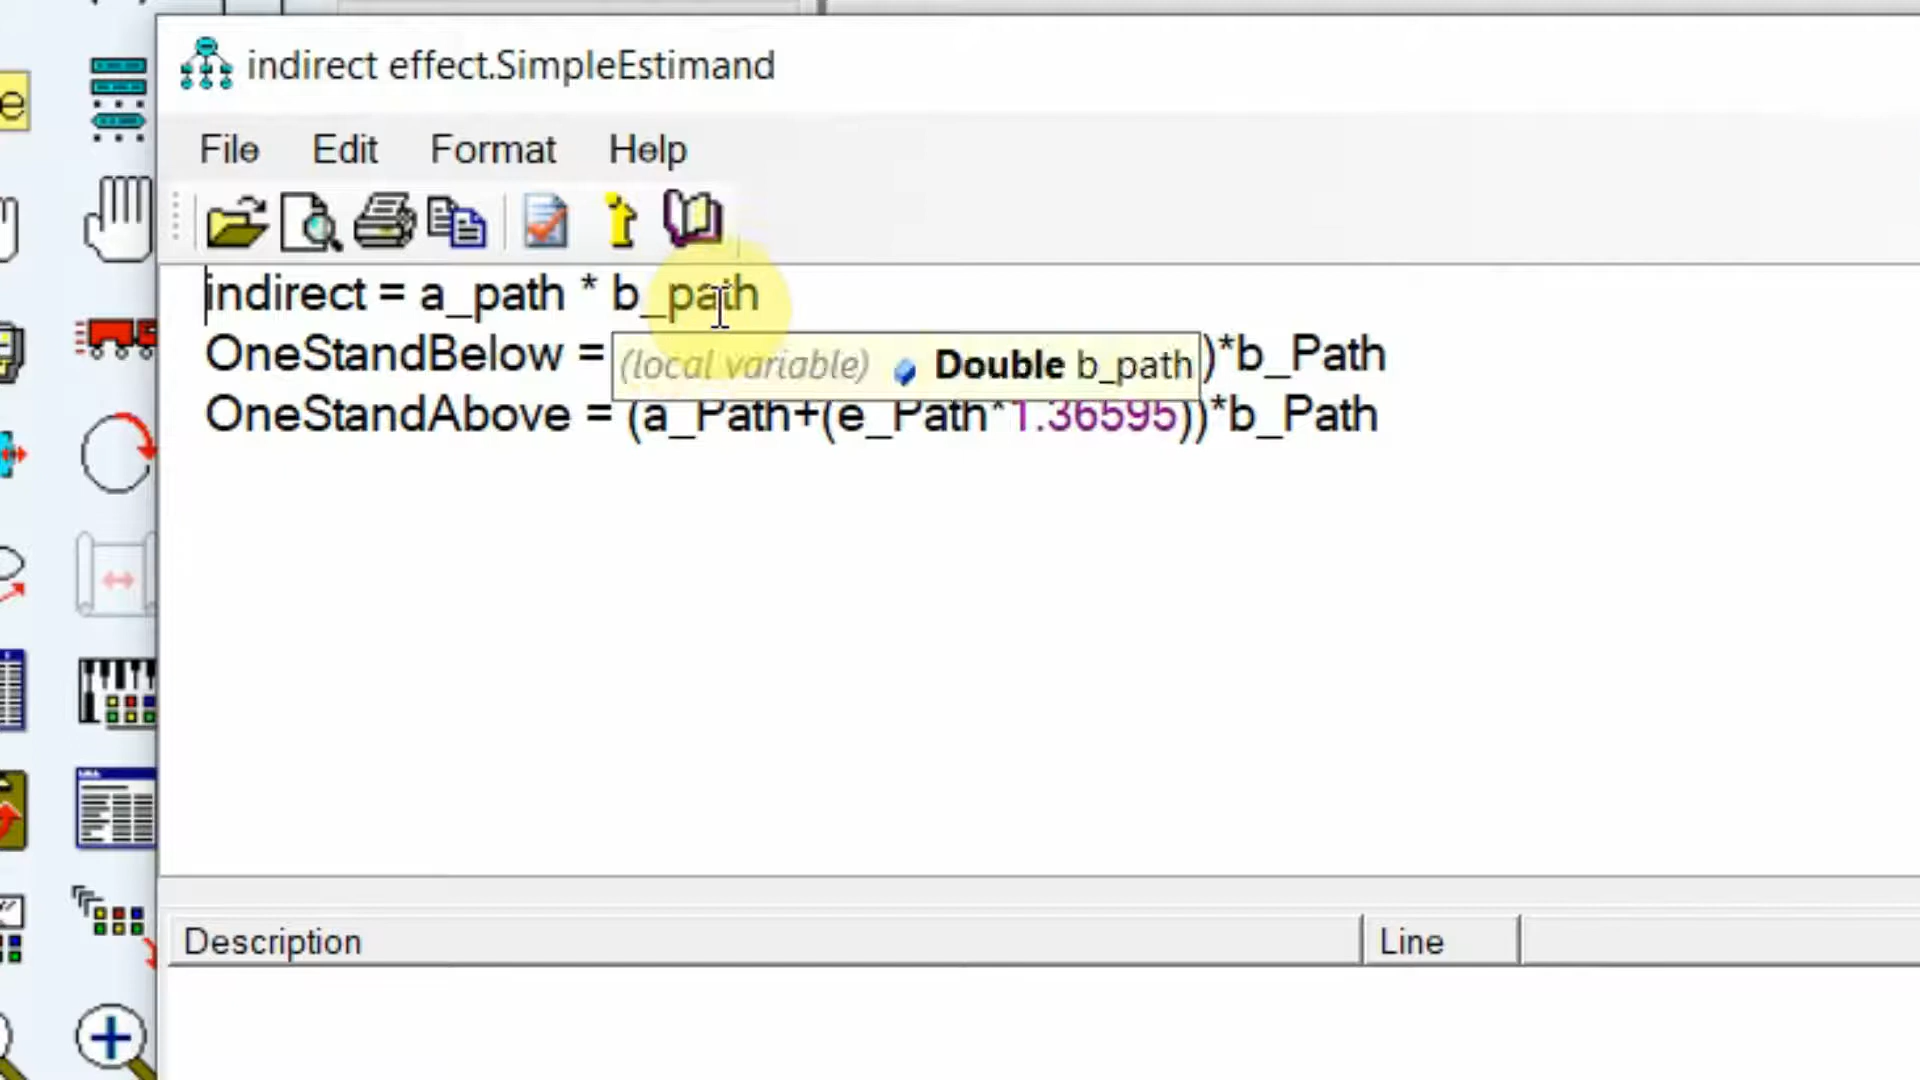 indirect effect.SimpleEstimand
e
File Edit Format Help
indirect = a_path * b_path
OneStandBelow = )*b_Path
(local variable) Double b_path
OneStandAbove = (a_Path+(e_Path*1.36595))*b_Path
Description Line